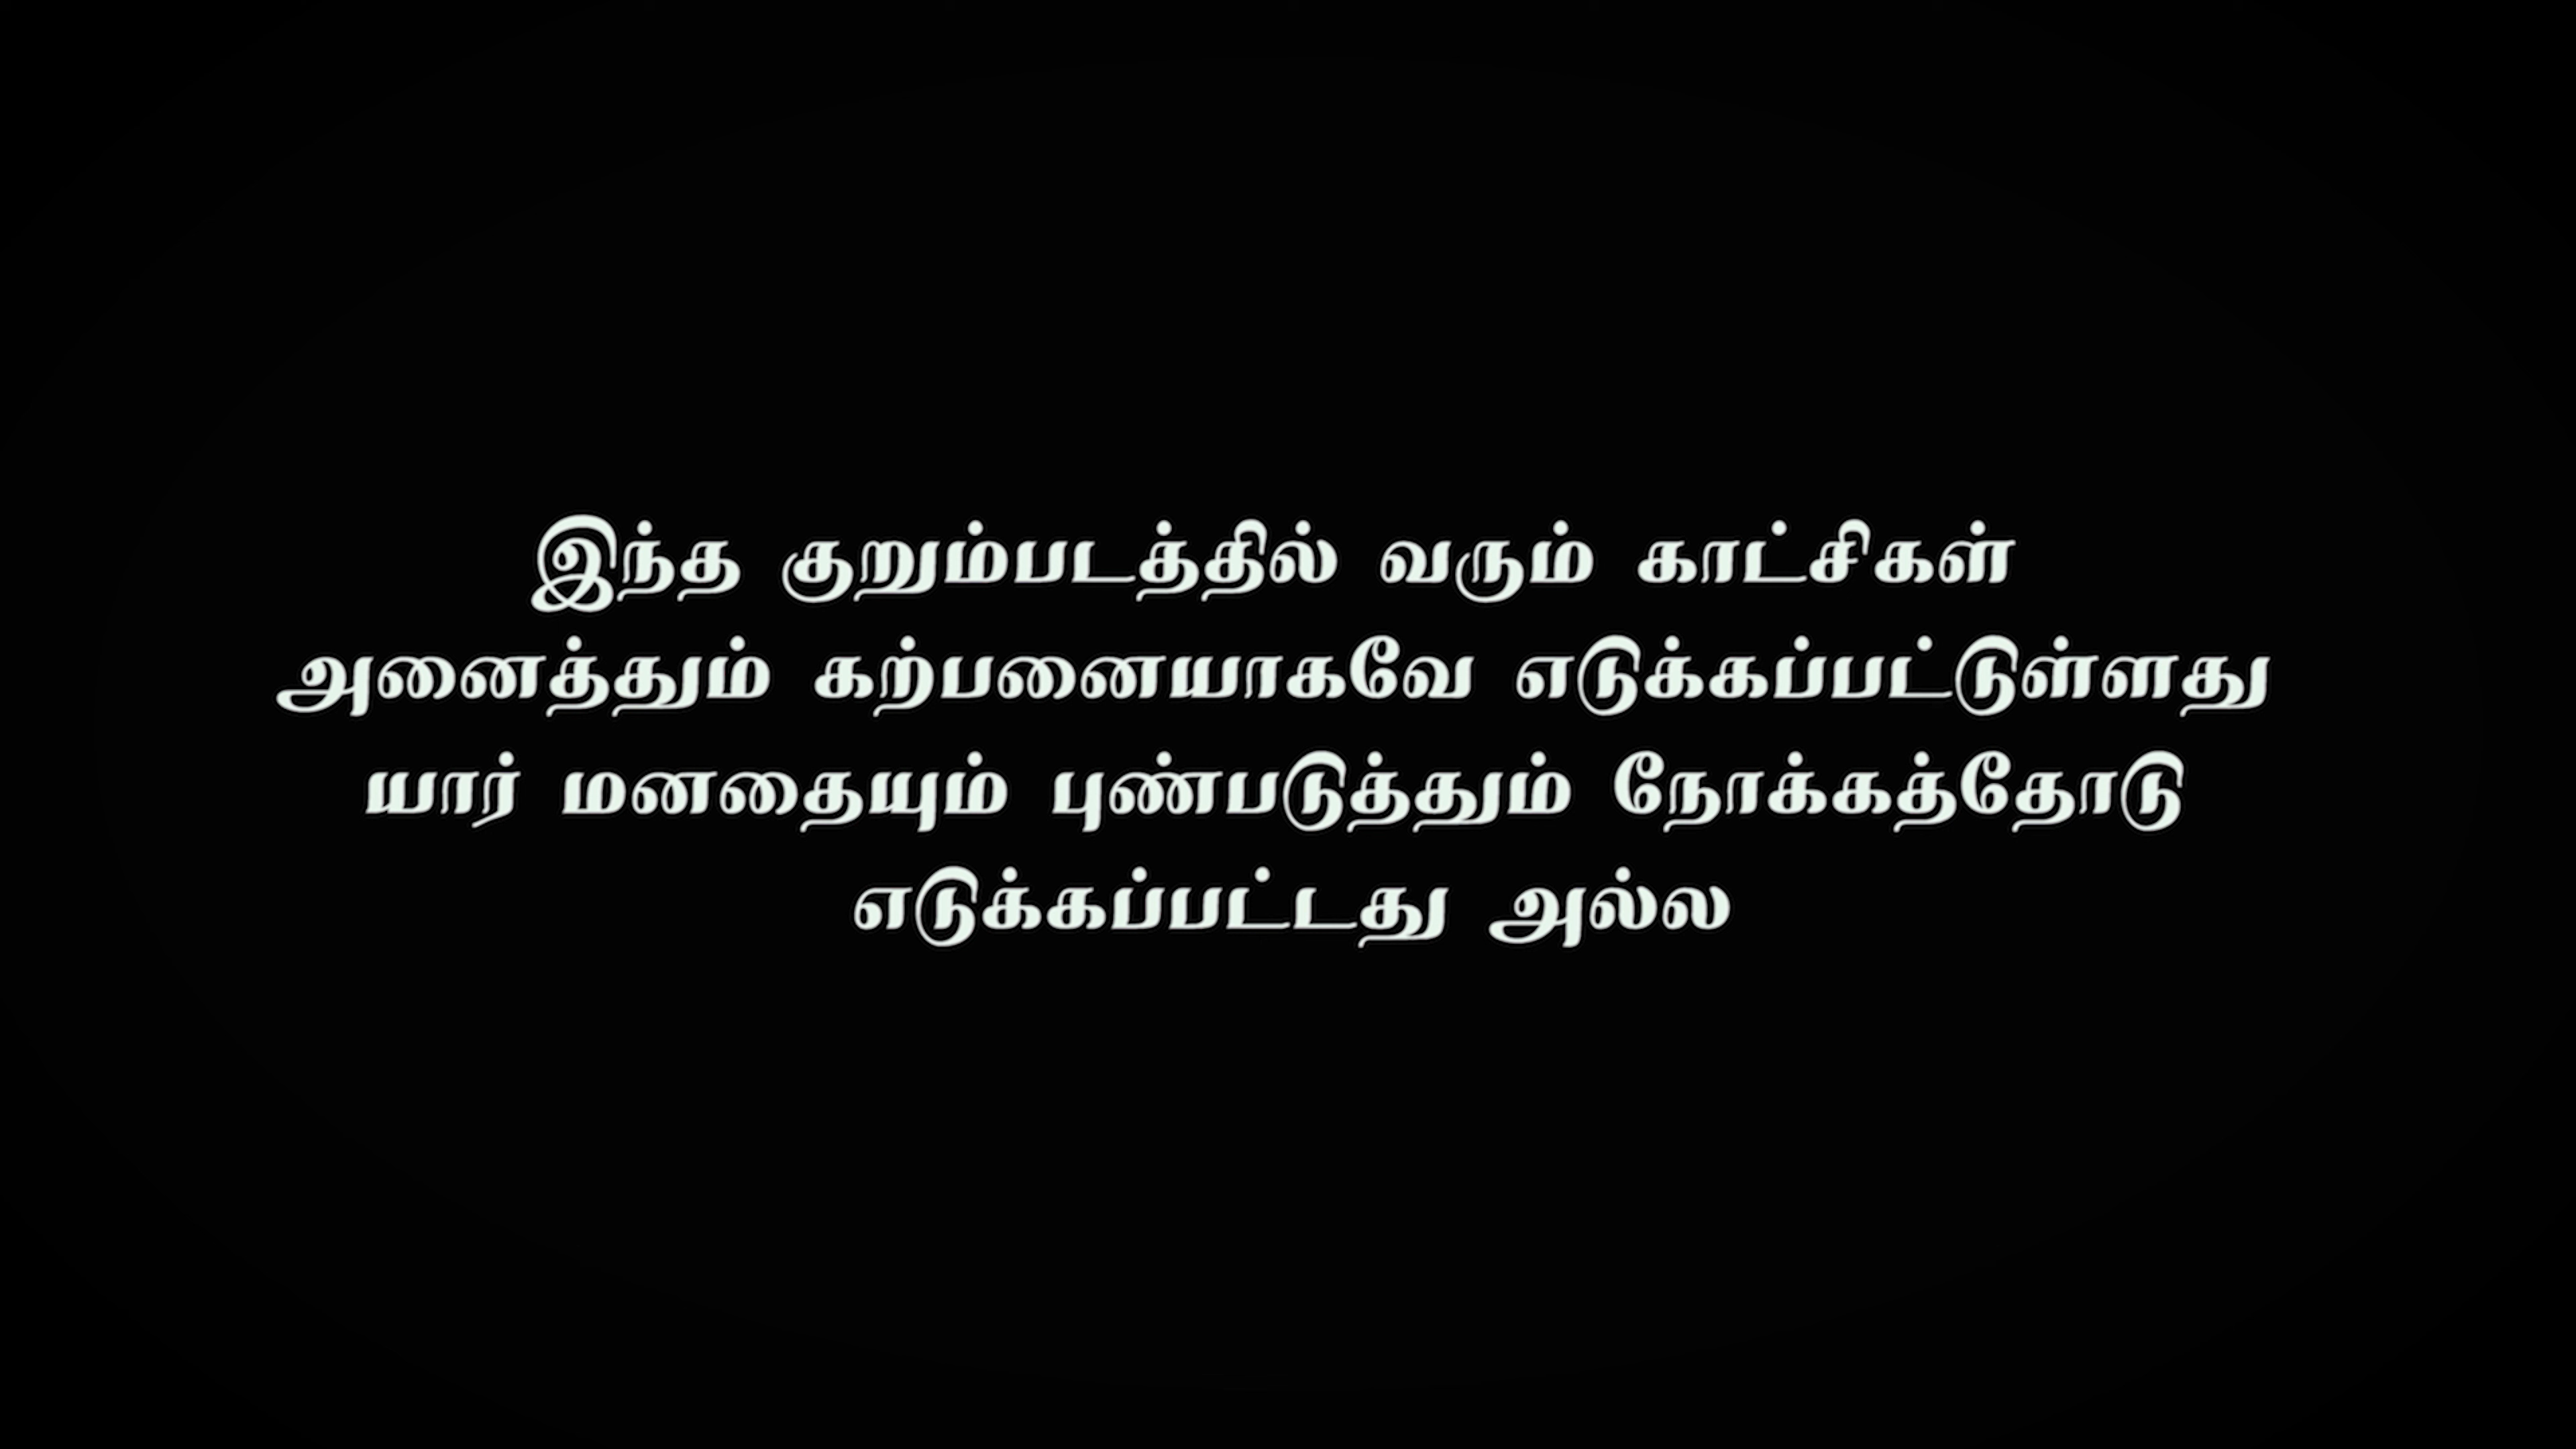 இந்த குறும்படத்தில் வரும் காட்சிகள்
அனைத்தும் கற்பனையாகவே எடுக்கப்பட்டுள்ளது
யார் மனதையும் புண்படுத்தும் நோக்கத்தோடு
எடுக்கப்பட்டது அல்ல